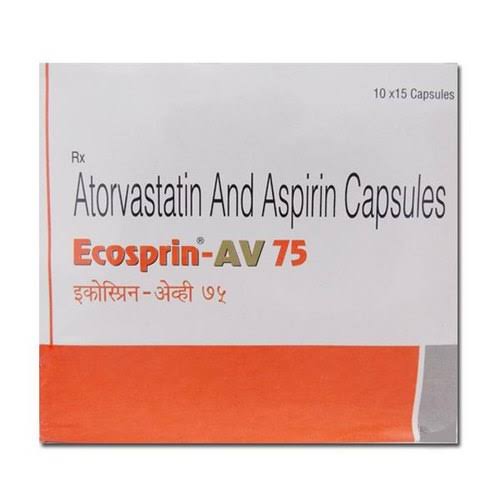 10 x15 Capsules
Rx
Atorvastatin And Aspirin Capsules
Ecosprin®-AV 75
इकोस्प्रिन - अेव्ही ७५